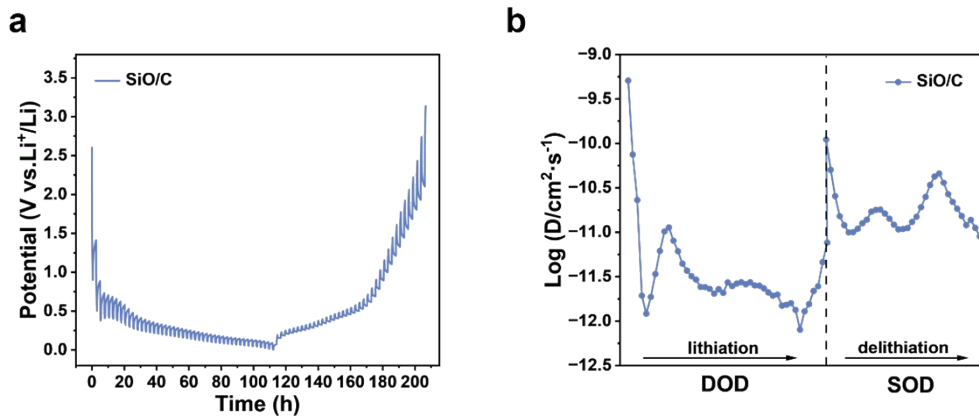 a
SiO/C
Potential (V vs.Li⁺/Li)
3.5
3.0
2.5
2.0
1.5
1.0
0.5
0.0
0 20 40 60 80 100 120 140 160 180 200
Time (h)
b
SiO/C
Log (D/cm²·s⁻¹)
−9.0
−9.5
−10.0
−10.5
−11.0
−11.5
−12.0
−12.5
lithiation
delithiation
DOD
SOD